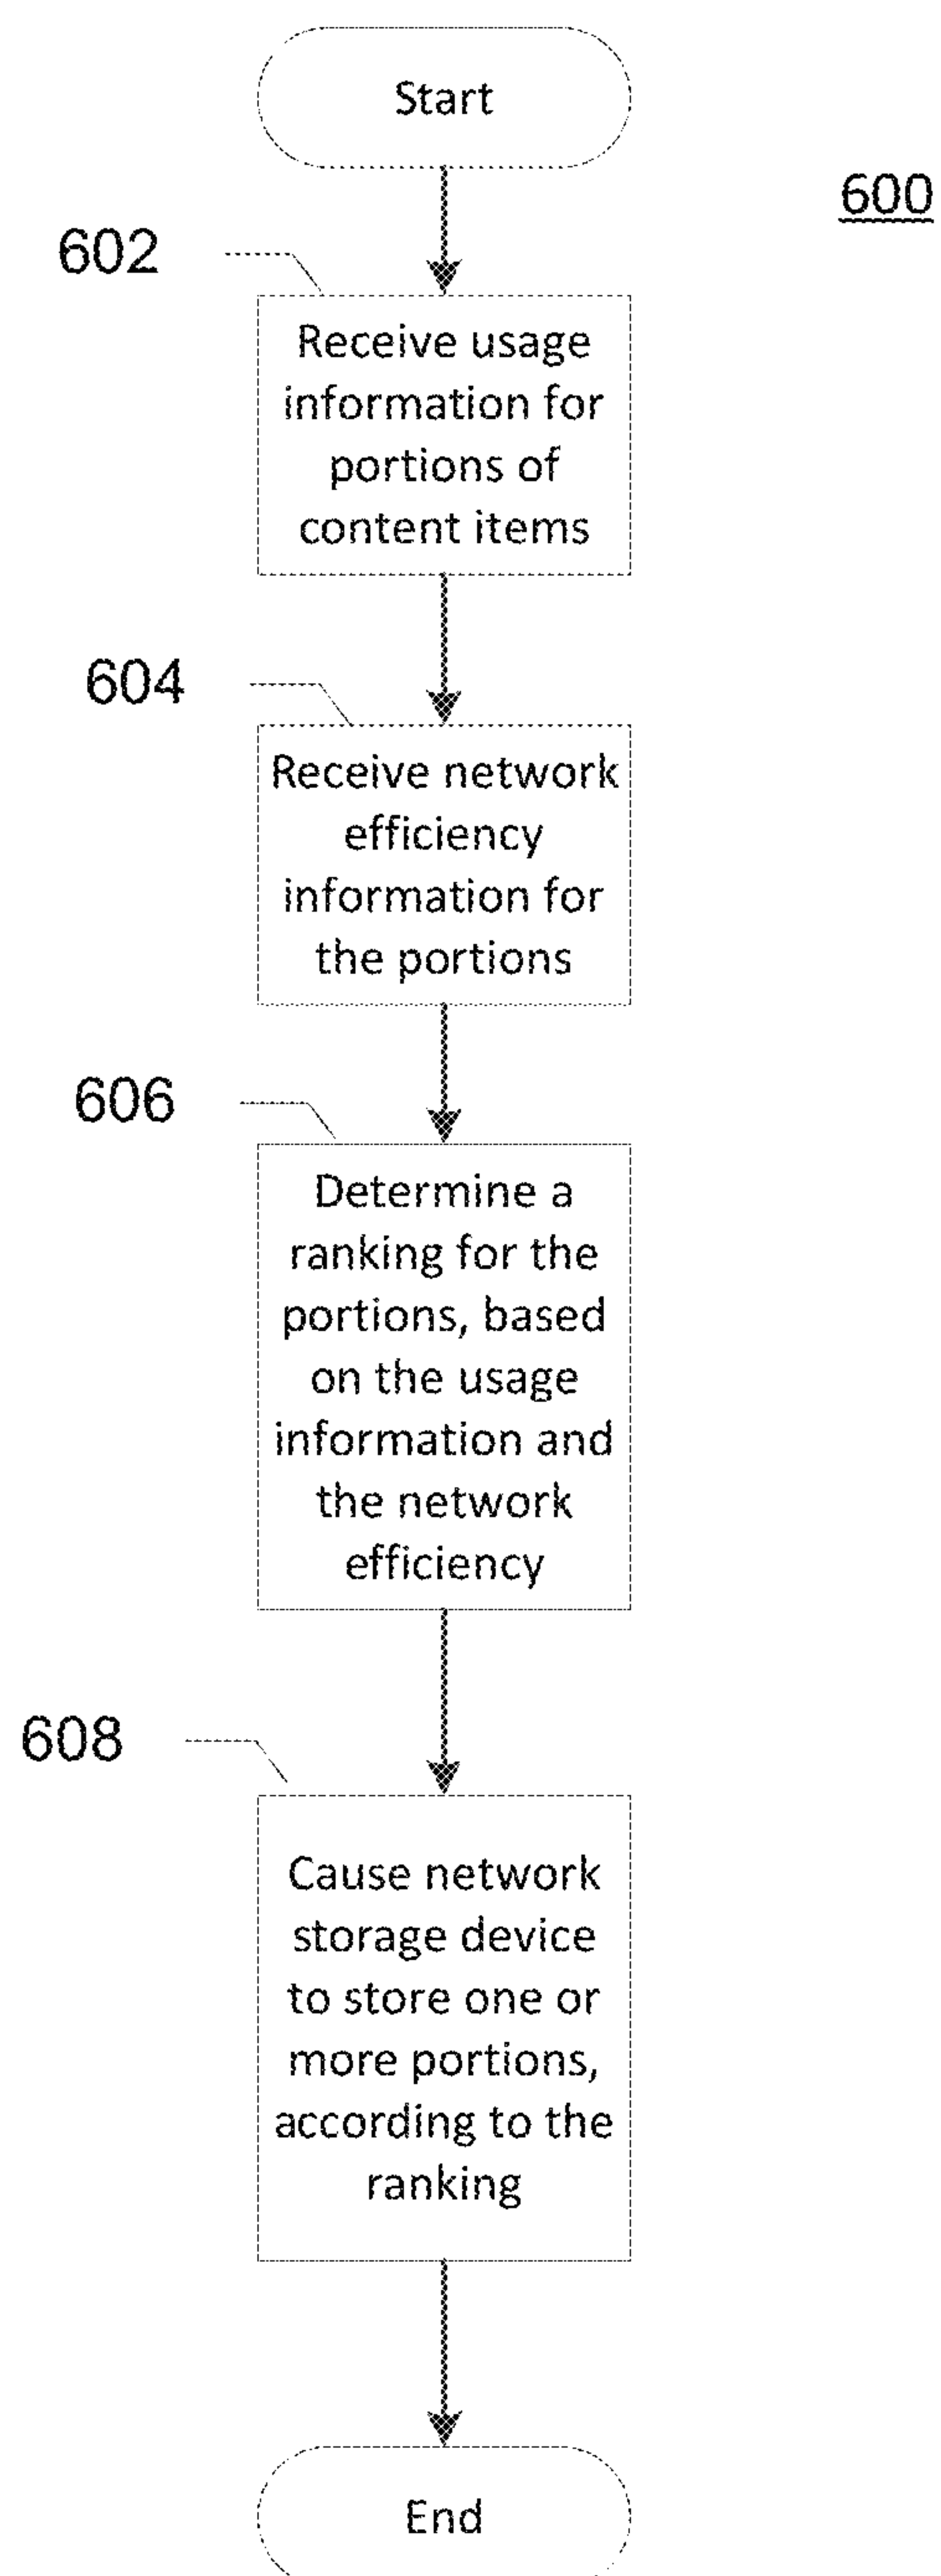 Start
600
602
Receive usage
information for
portions of
content items
604
Receive network
efficiency
information for
the portions
606
Determine a
ranking for the
portions, based
on the usage
information and
the network
efficiency
608
Cause network
storage device
to store one or
more portions,
according to the
ranking
End